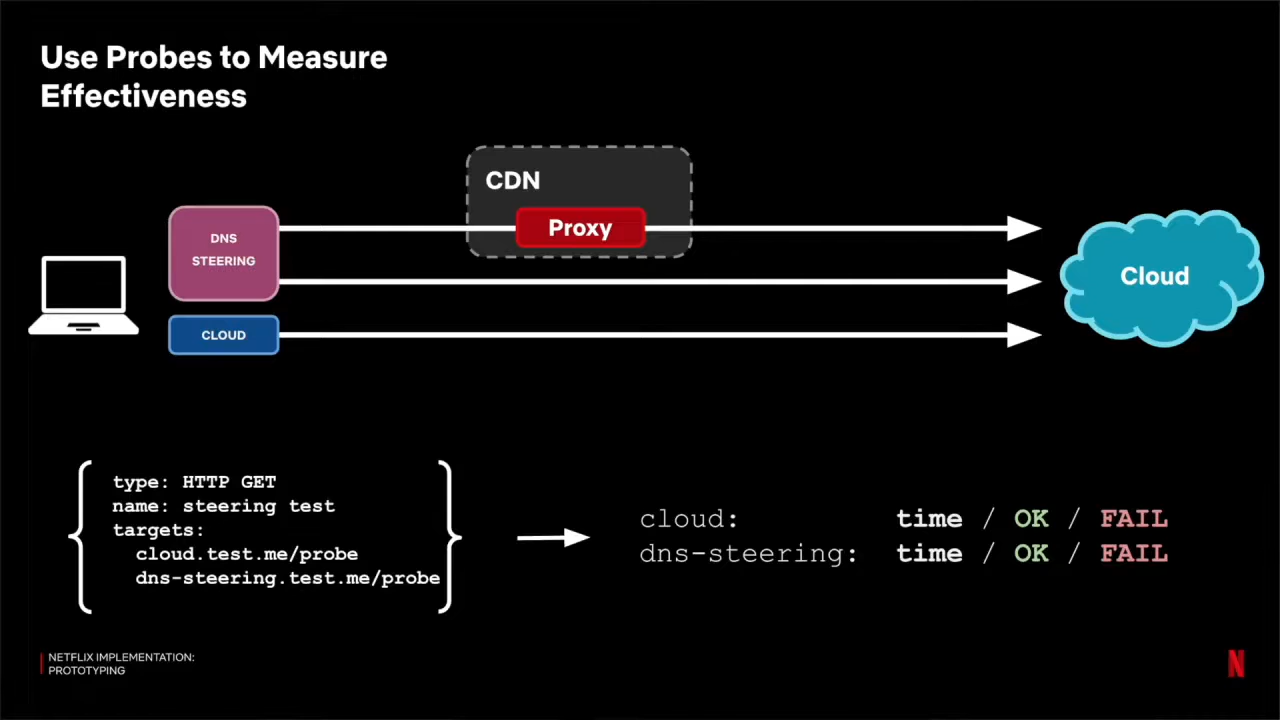 Use Probes to Measure
Effectiveness
CDN
Proxy
DNS
STEERING
CLOUD
Cloud
type: HTTP GET
name: steering test
targets:
cloud.test.me/probe
dns-steering.test.me/probe
cloud: time / OK / FAIL
dns-steering: time / OK / FAIL
NETFLIX IMPLEMENTATION:
PROTOTYPING
N